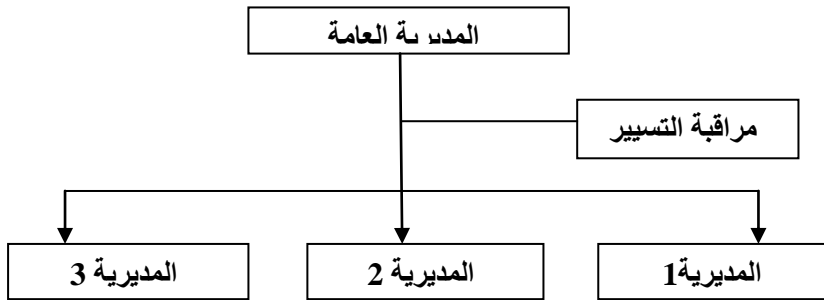 المديرية العامة
مراقبة التسيير
المديرية1
المديرية 2
المديرية 3